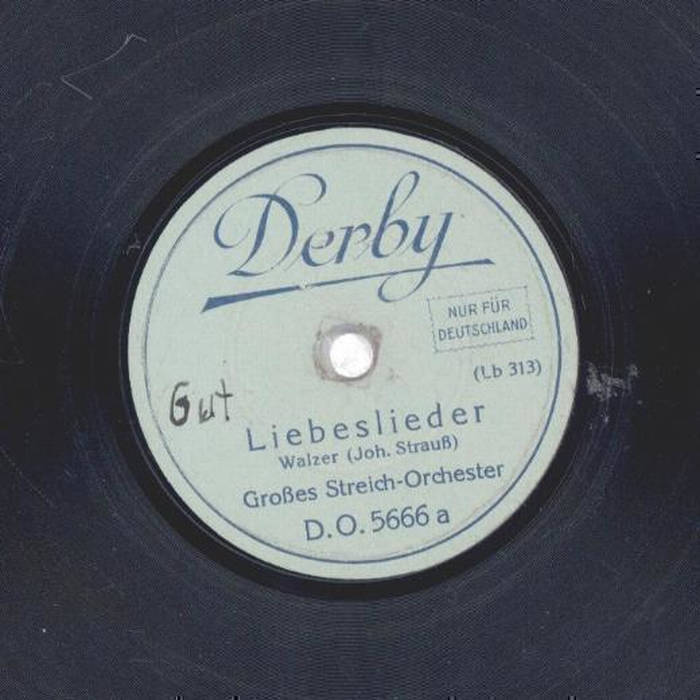 Derby
NUR FÜR
DEUTSCHLAND
(Lb 313)
Gut
Liebeslieder
Walzer (Joh. Strauß)
Großes Streich-Orchester
D.O. 5666 a